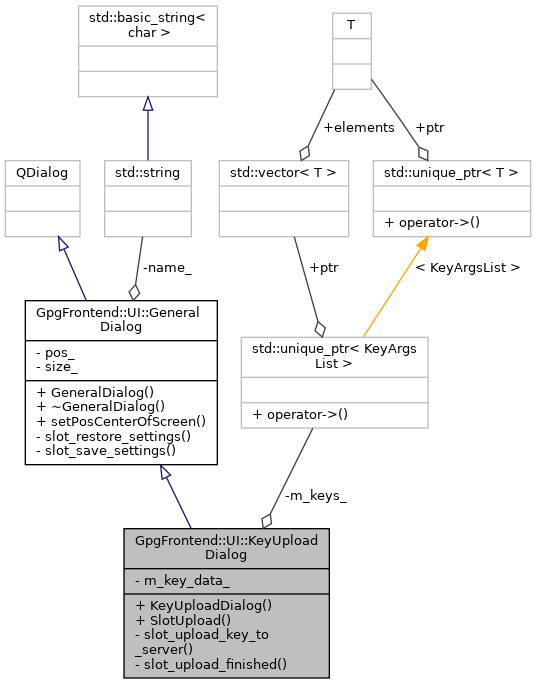 std::basic_string<
char >
T
+elements
+ptr
QDialog
std::string
std::vector< T >
std::unique_ptr< T >
+ operator->()
-name_
+ptr
< KeyArgsList >
GpgFrontend::UI::General
Dialog
- pos_
- size_
+ GeneralDialog()
+ ~GeneralDialog()
+ setPosCenterOfScreen()
- slot_restore_settings()
- slot_save_settings()
std::unique_ptr< KeyArgs
List >
+ operator->()
-m_keys_
GpgFrontend::UI::KeyUpload
Dialog
- m_key_data_
+ KeyUploadDialog()
+ SlotUpload()
- slot_upload_key_to
_server()
- slot_upload_finished()